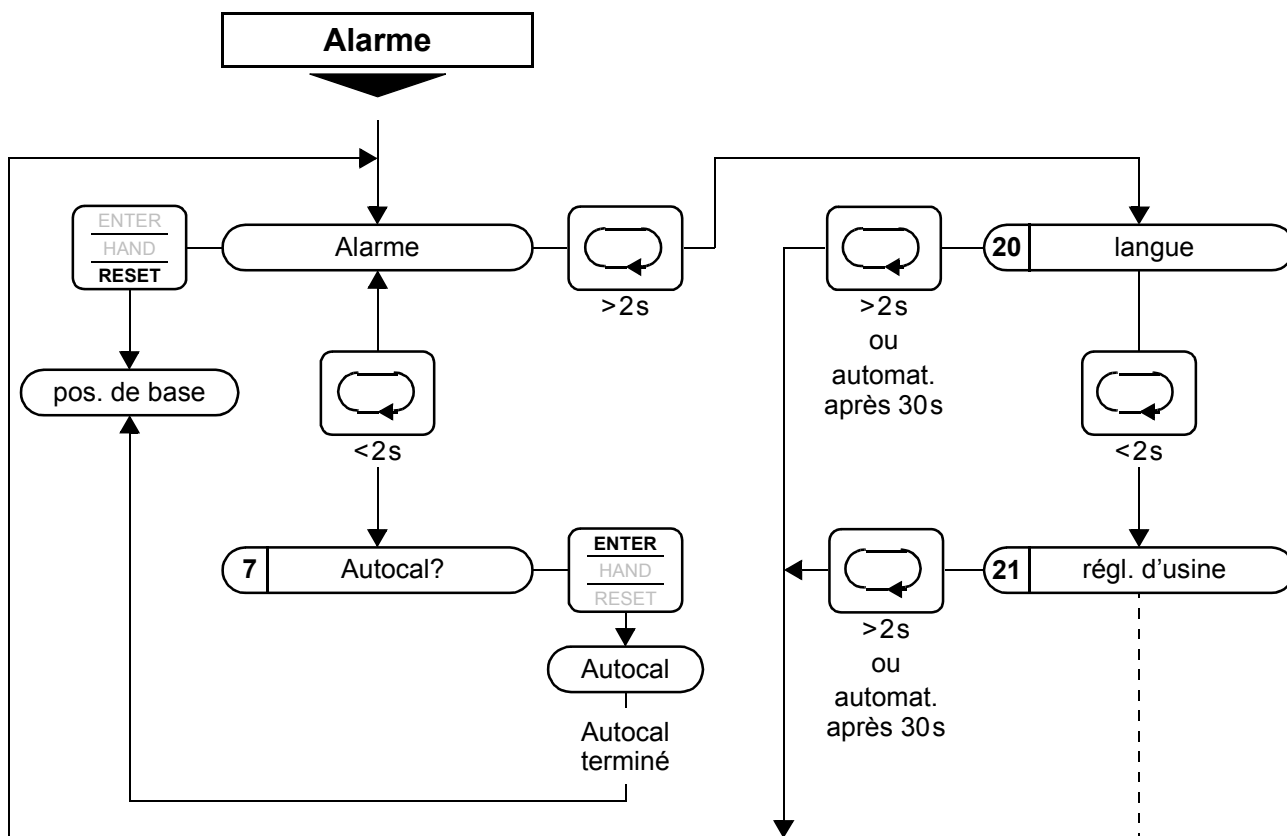 Alarme
ENTER
HAND
RESET
Alarme
>2s
20
langue
>2s
ou
automat.
après 30s
pos. de base
<2s
<2s
7
Autocal?
ENTER
HAND
RESET
21
régl. d'usine
>2s
ou
automat.
après 30s
Autocal
Autocal
terminé